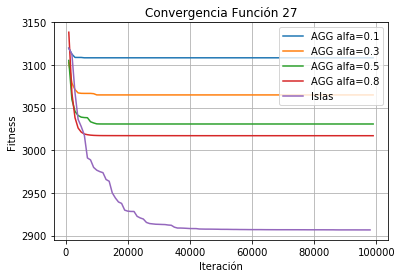 Convergencia Función 27
3150
3100
3050
3000
2950
2900
Fitness
AGG alfa=0.1
AGG alfa=0.3
AGG alfa=0.5
AGG alfa=0.8
Islas
0 20000 40000 60000 80000 100000
Iteración